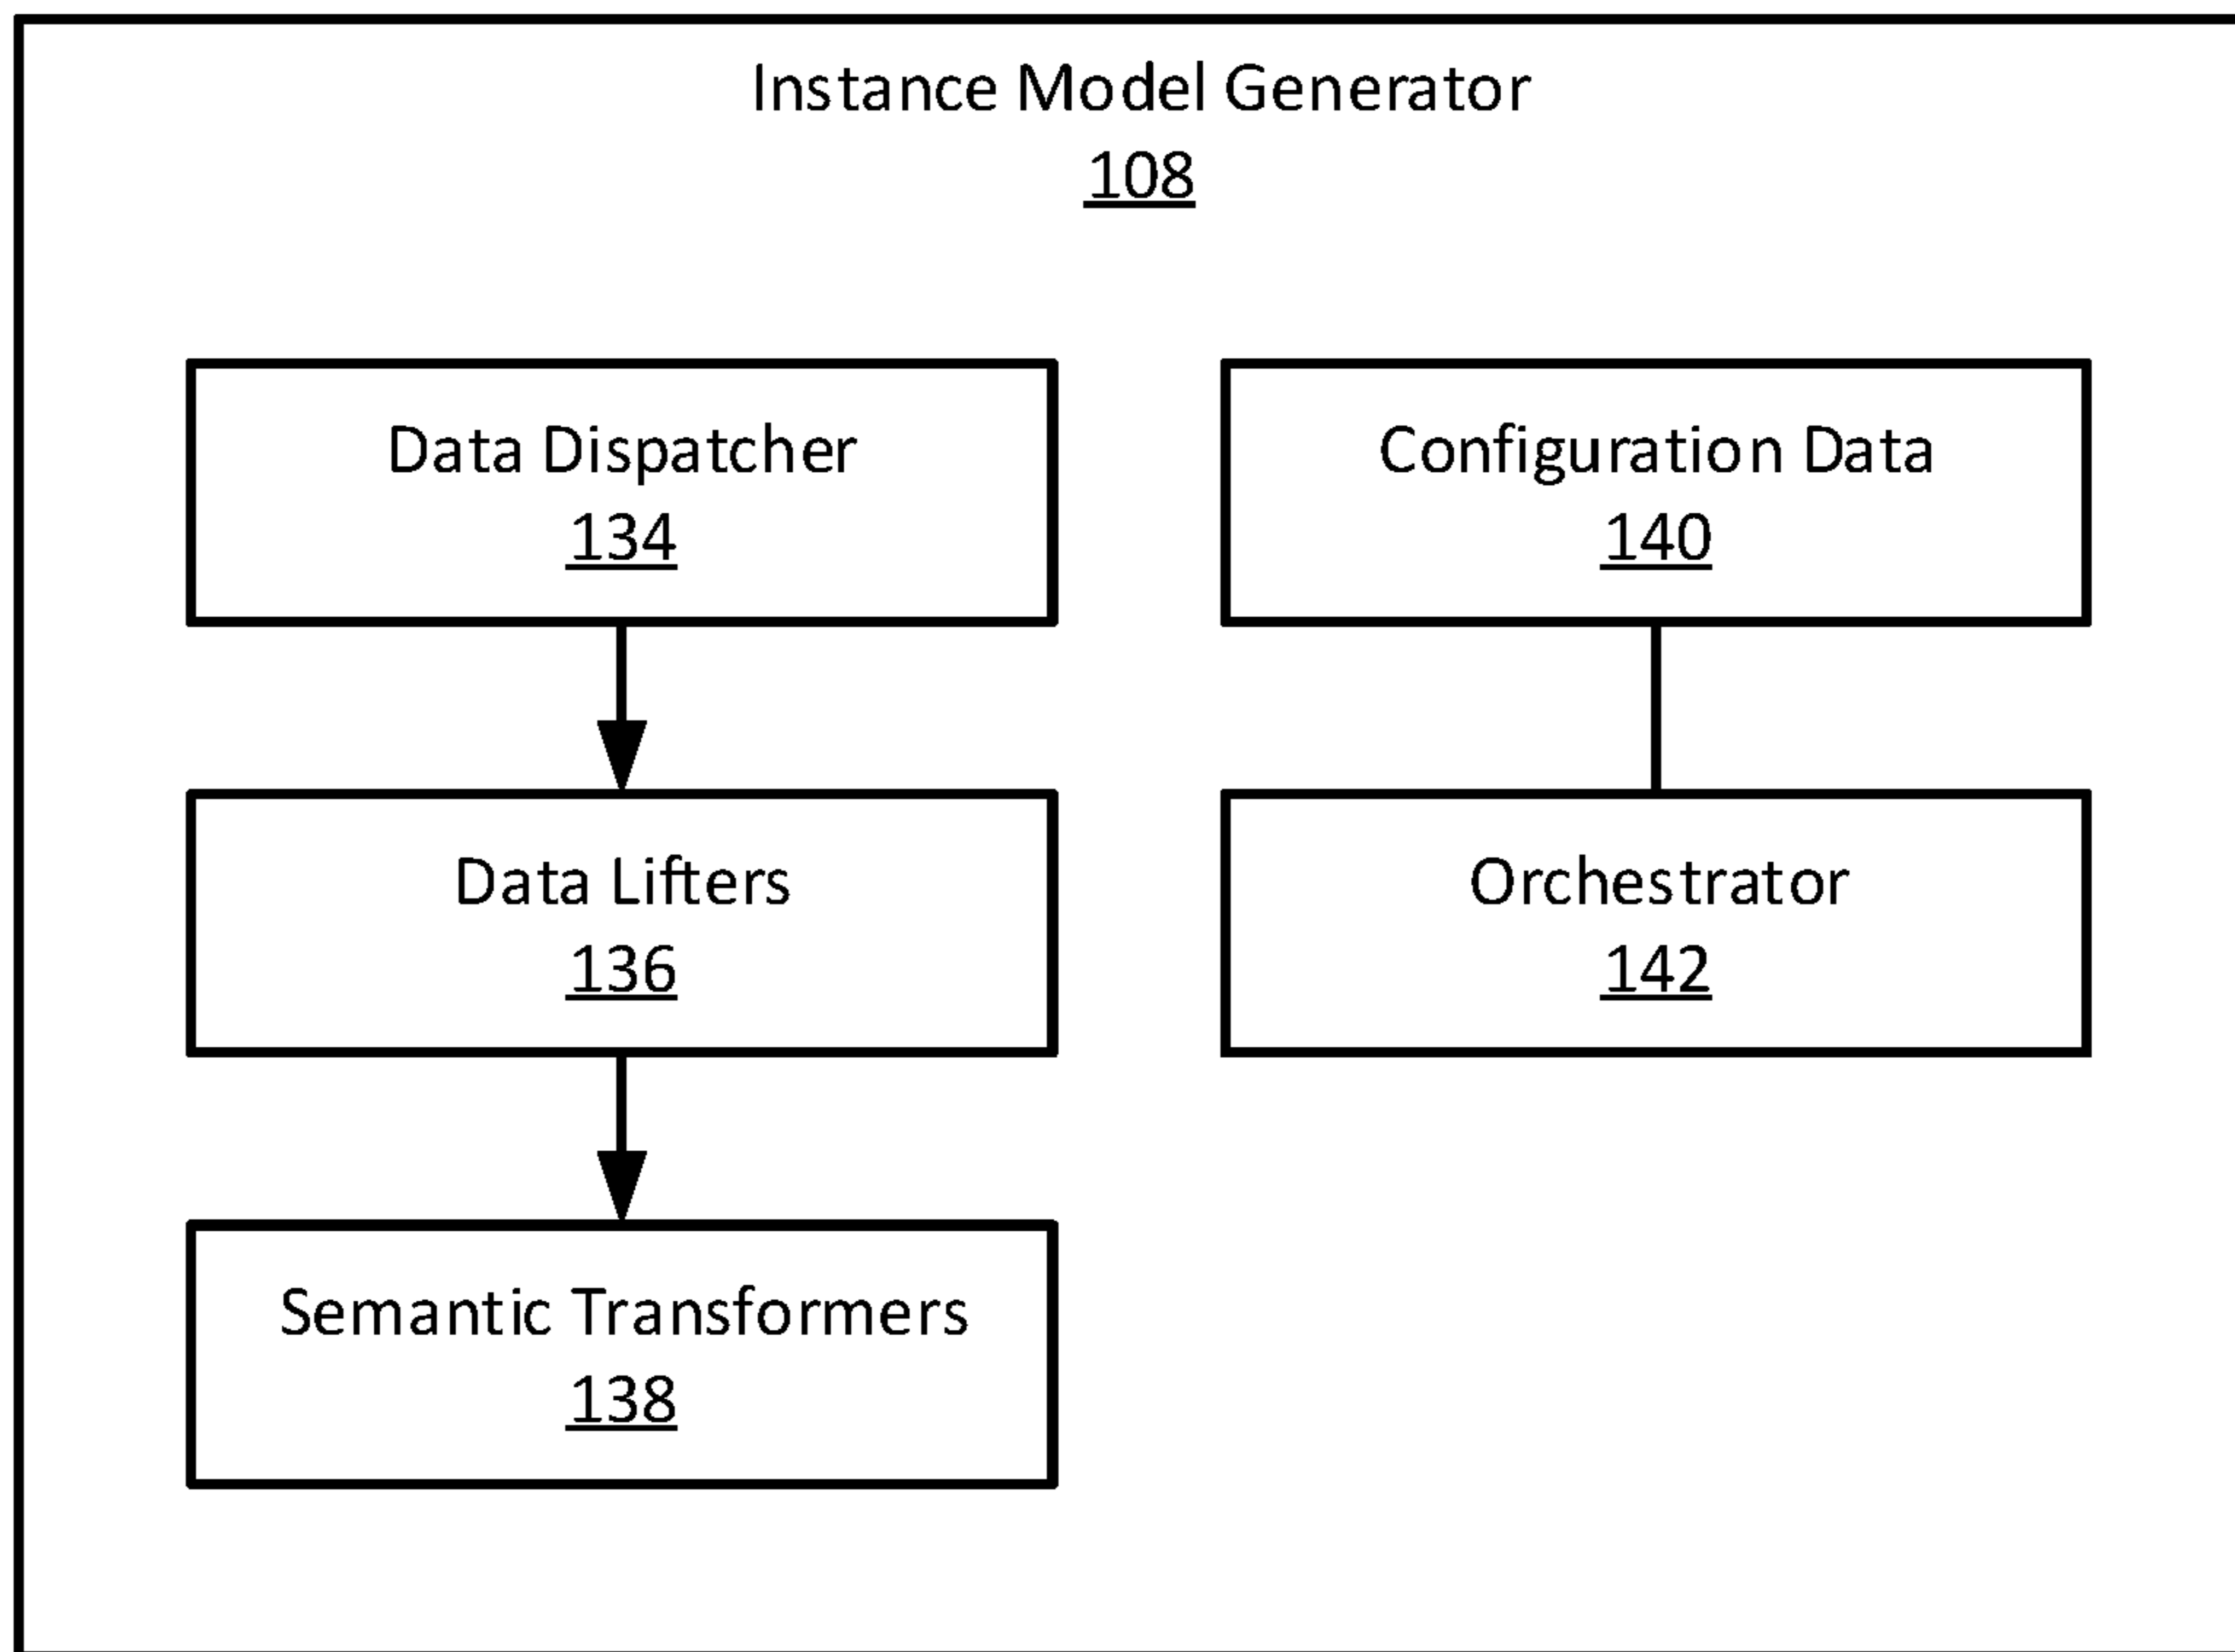 Instance Model Generator
108
Data Dispatcher
134
Configuration Data
140
Data Lifters
136
Orchestrator
142
Semantic Transformers
138